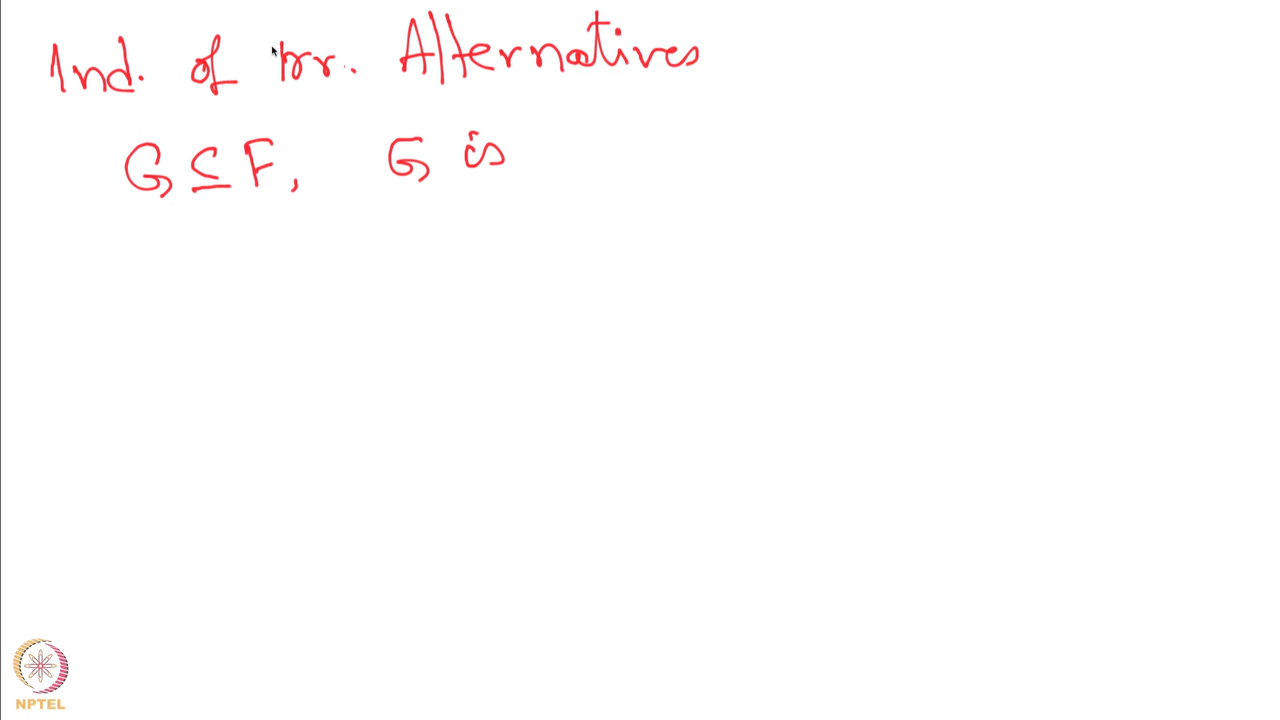 Ind. of Irr. Alternatives
G ⊆ F, G is
NPTEL